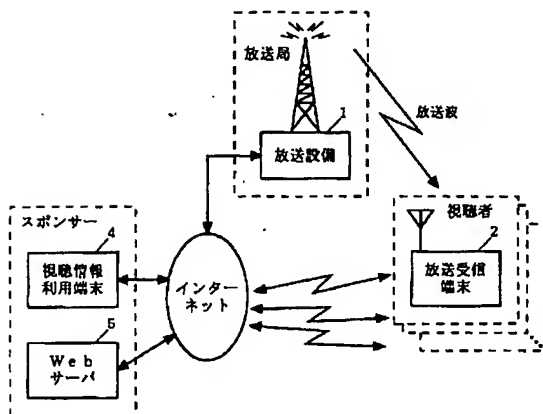 放送局
1
放送設備
放送波
スポンサー
4
視聴情報
利用端末
5
Web
サーバ
インタ－
ネット
視聴者
2
放送受信
端末